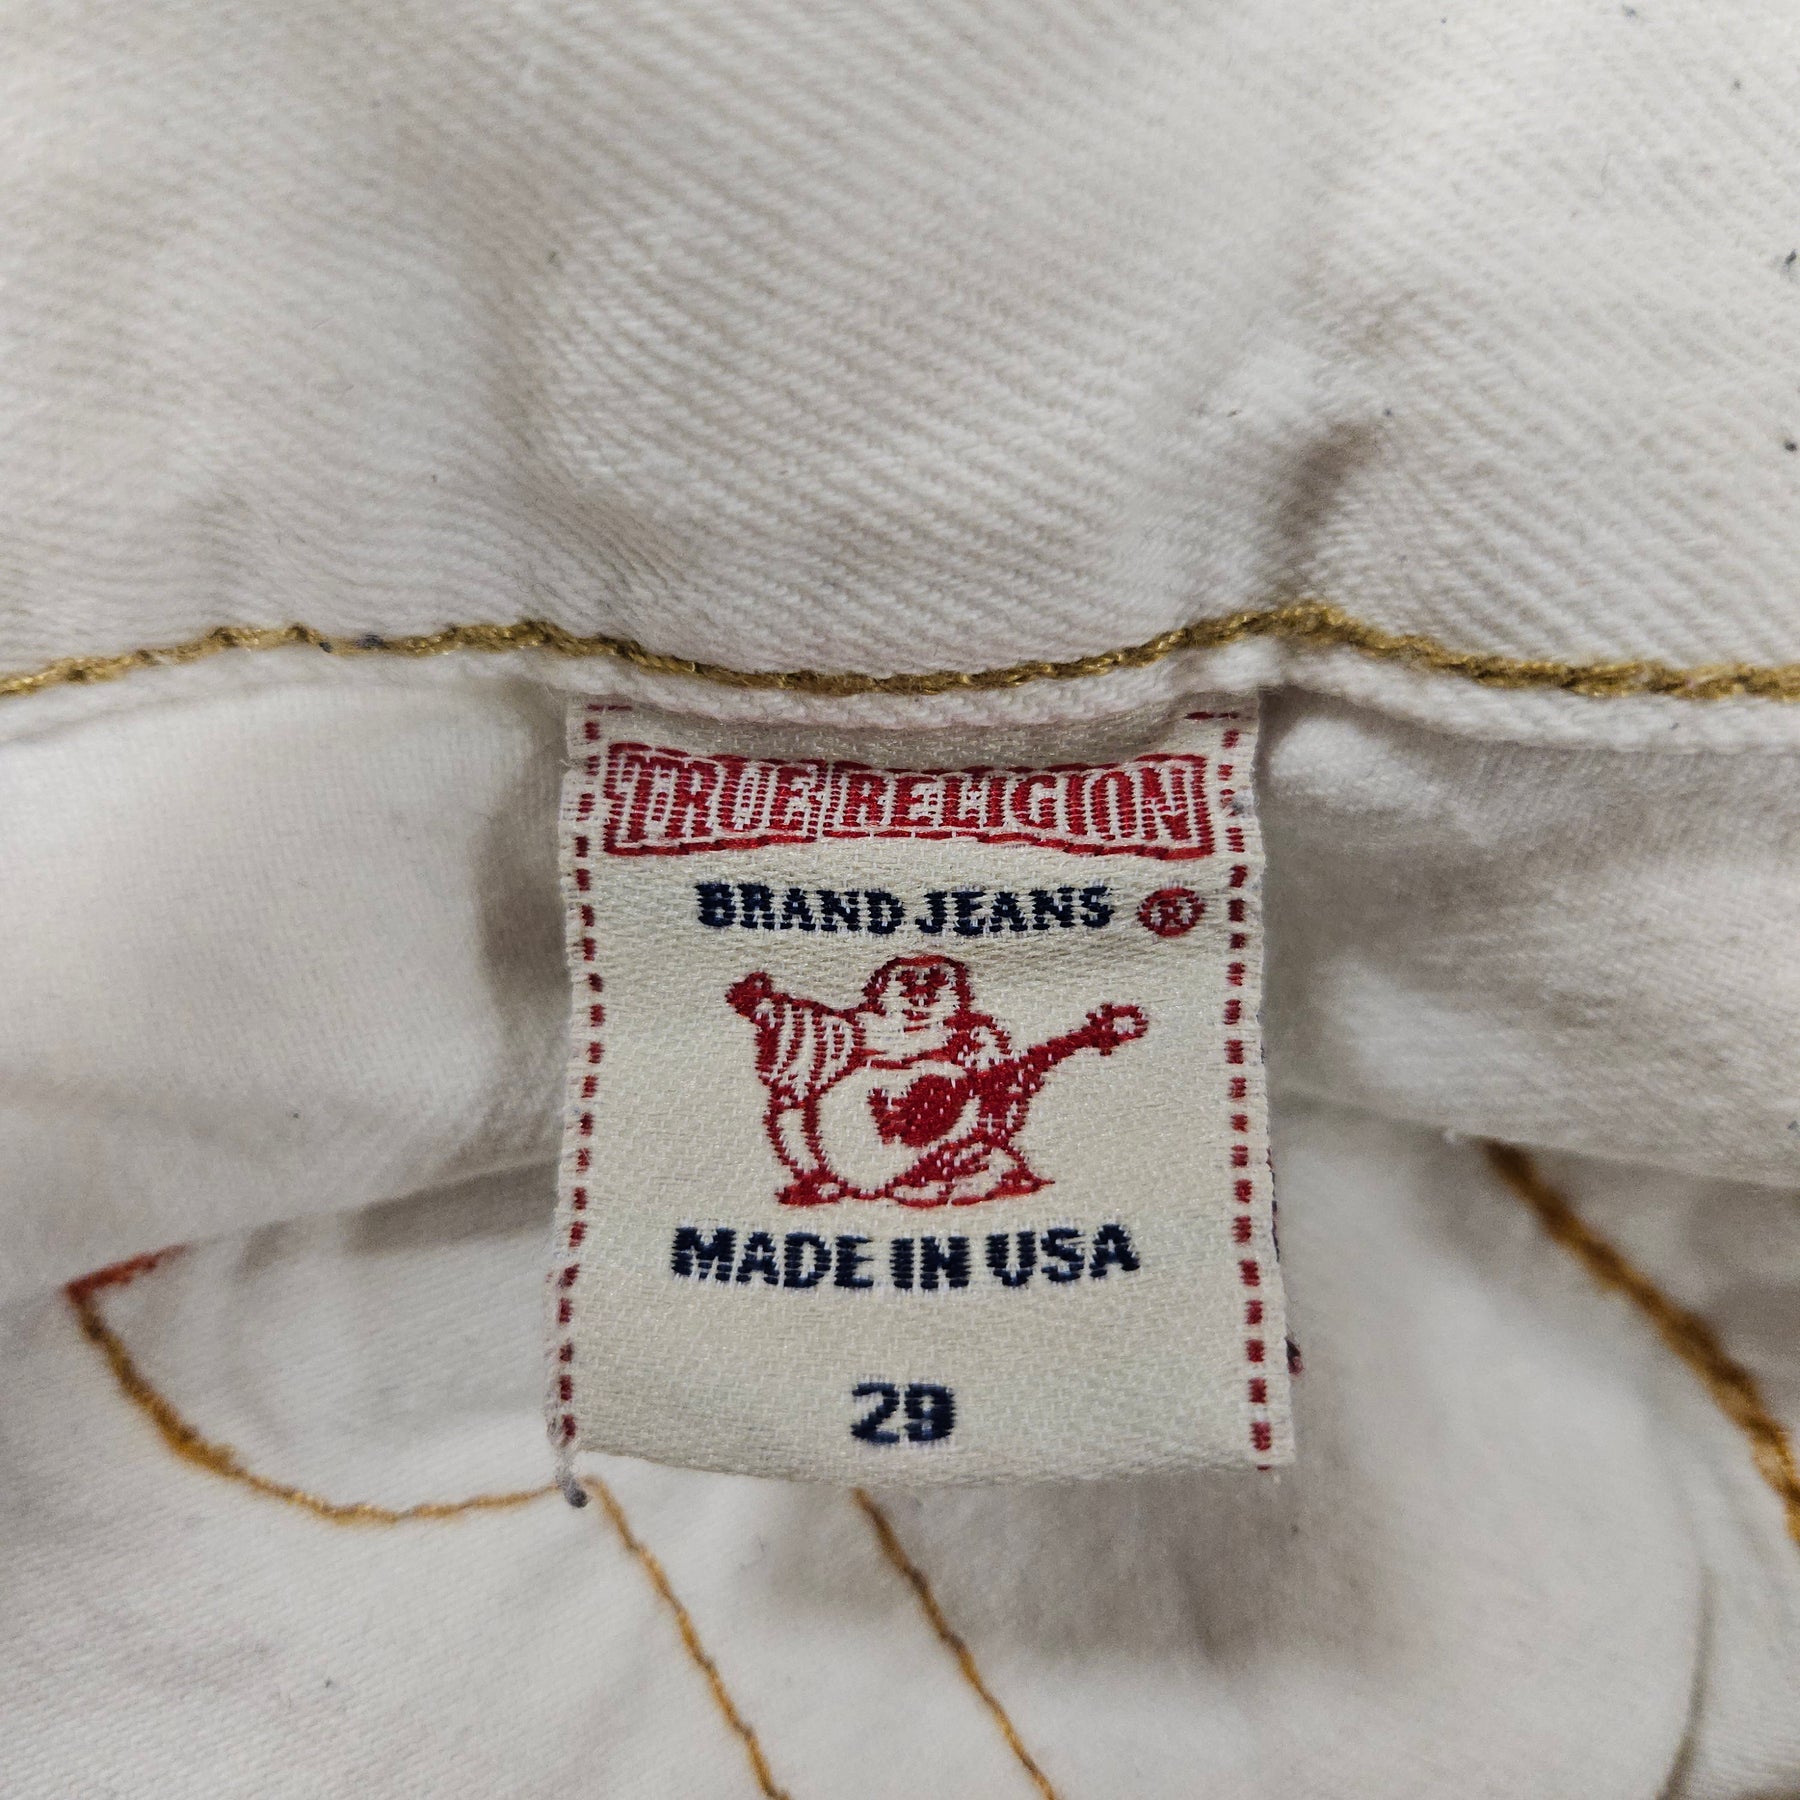 TRUE RELIGION
BRAND JEANS ®
MADE IN USA
29